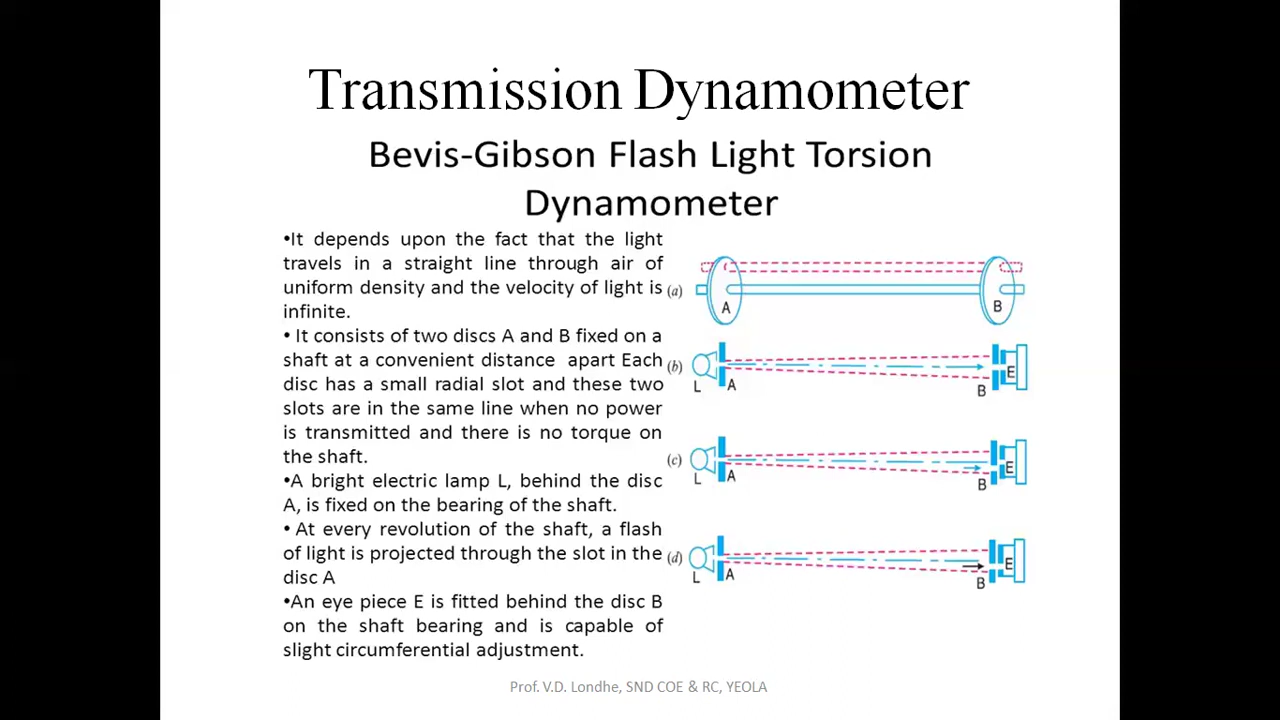 Transmission Dynamometer
Bevis-Gibson Flash Light Torsion
Dynamometer
•It depends upon the fact that the light
travels in a straight line through air of
uniform density and the velocity of light is
infinite.
• It consists of two discs A and B fixed on a
shaft at a convenient distance apart Each
disc has a small radial slot and these two
slots are in the same line when no power
is transmitted and there is no torque on
the shaft.
•A bright electric lamp L, behind the disc
A, is fixed on the bearing of the shaft.
• At every revolution of the shaft, a flash
of light is projected through the slot in the
disc A
•An eye piece E is fitted behind the disc B
on the shaft bearing and is capable of
slight circumferential adjustment.
(a)
A
B
(b)
L
A
B
E
(c)
L
A
B
E
(d)
L
A
B
E
Prof. V.D. Londhe, SND COE & RC, YEOLA